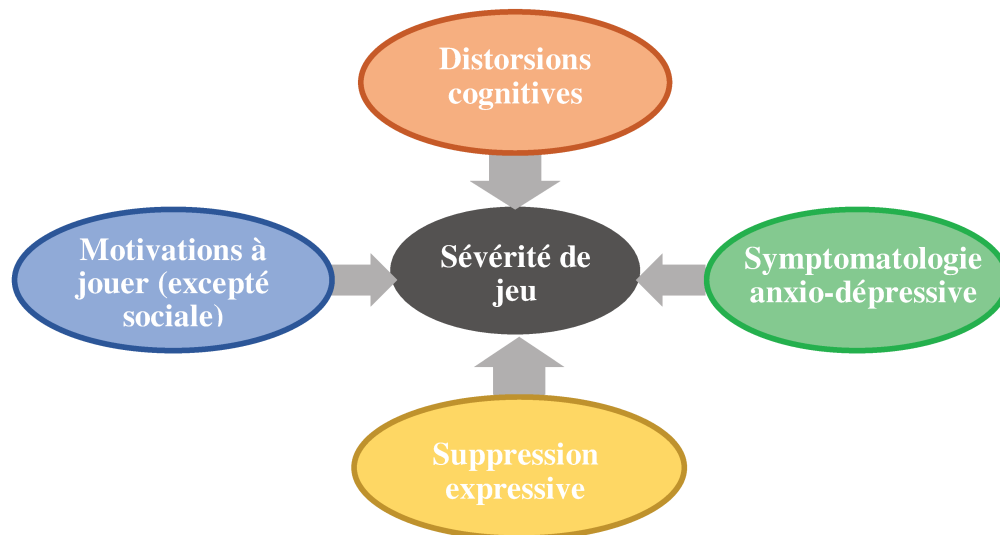 Distorsions
cognitives
Motivations à
jouer (excepté
sociale)
Sévérité de
jeu
Symptomatologie
anxio-dépressive
Suppression
expressive